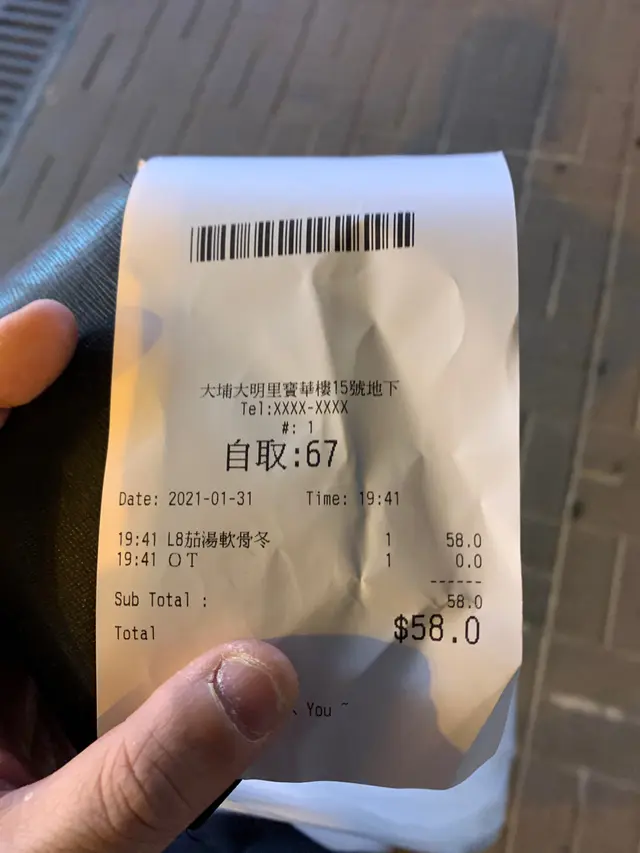 大埔大明里寶華樓15號地下
Tel:XXXX-XXXX
#: 1
自取:67
Date: 2021-01-31 Time: 19:41
19:41 L8茄湯軟骨冬 1 58.0
19:41 OT 1 0.0
------
Sub Total : 58.0
Total $58.0
You ~